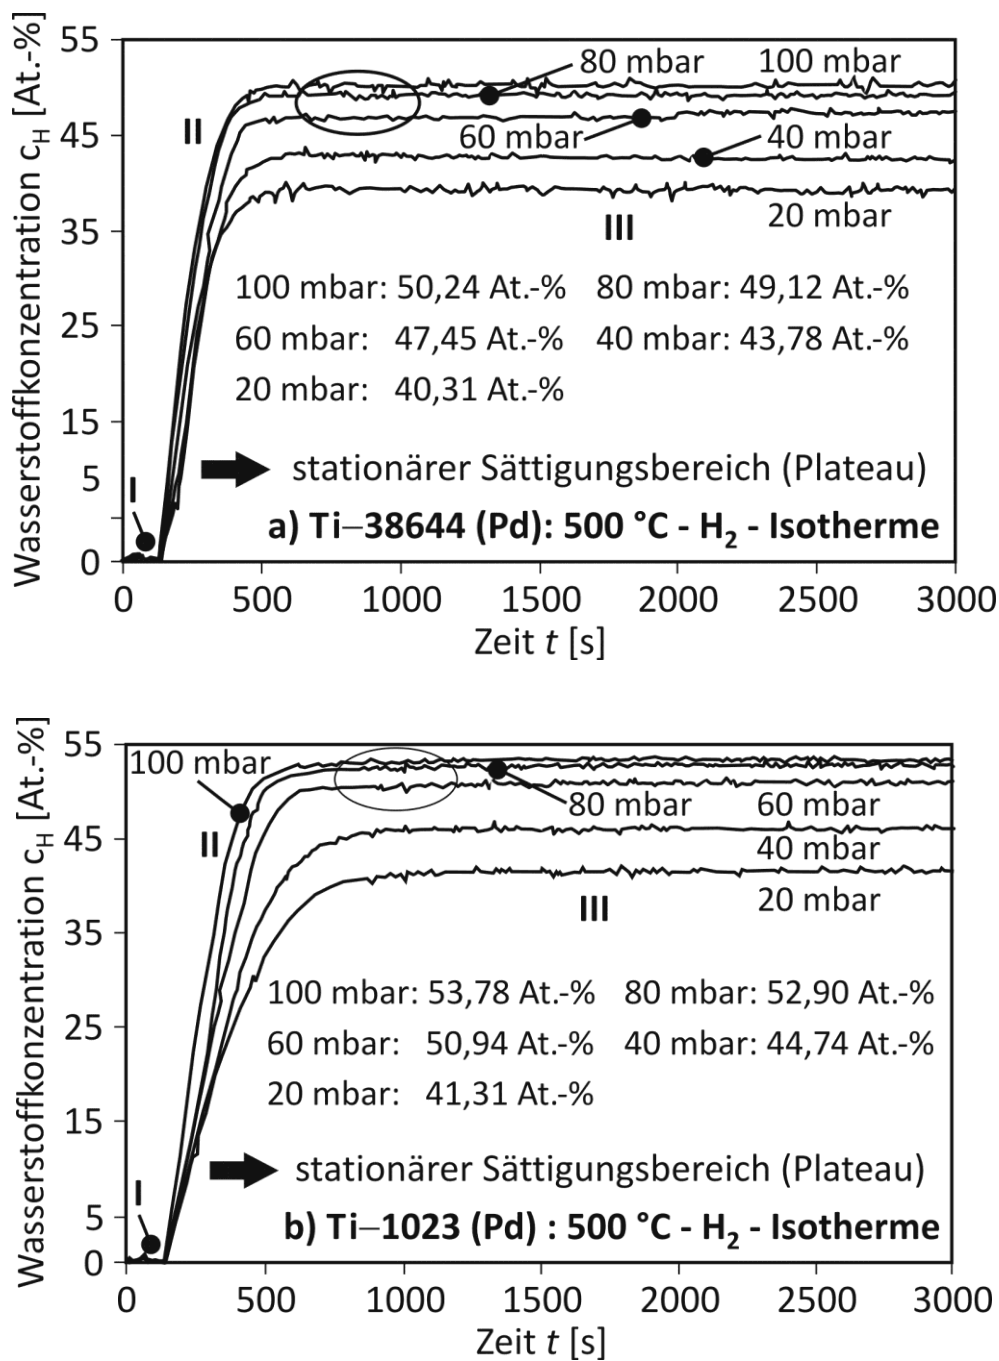 Wasserstoffkonzentration c_H [At.-%]
55
45
35
25
15
5
0
80 mbar
100 mbar
II
60 mbar
40 mbar
20 mbar
III
100 mbar: 50,24 At.-% 80 mbar: 49,12 At.-%
60 mbar: 47,45 At.-% 40 mbar: 43,78 At.-%
20 mbar: 40,31 At.-%
I
stationärer Sättigungsbereich (Plateau)
a) Ti–38644 (Pd): 500 °C - H₂ - Isotherme
0 500 1000 1500 2000 2500 3000
Zeit t [s]
Wasserstoffkonzentration c_H [At.-%]
55
45
35
25
15
5
0
100 mbar
80 mbar
60 mbar
II
40 mbar
20 mbar
III
100 mbar: 53,78 At.-% 80 mbar: 52,90 At.-%
60 mbar: 50,94 At.-% 40 mbar: 44,74 At.-%
20 mbar: 41,31 At.-%
I
stationärer Sättigungsbereich (Plateau)
b) Ti–1023 (Pd) : 500 °C - H₂ - Isotherme
0 500 1000 1500 2000 2500 3000
Zeit t [s]